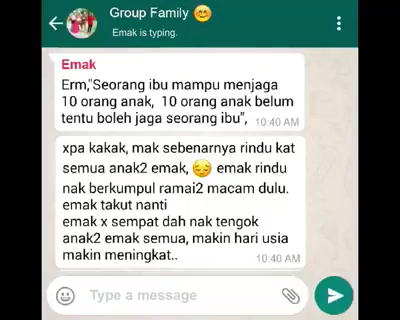 Group Family 😊
Emak is typing.
Emak
Erm,"Seorang ibu mampu menjaga
10 orang anak, 10 orang anak belum
tentu boleh jaga seorang ibu",
10:40 AM
xpa kakak, mak sebenarnya rindu kat
semua anak2 emak, 😔 emak rindu
nak berkumpul ramai2 macam dulu.
emak takut nanti
emak x sempat dah nak tengok
anak2 emak semua, makin hari usia
makin meningkat..
10:40 AM
Type a message